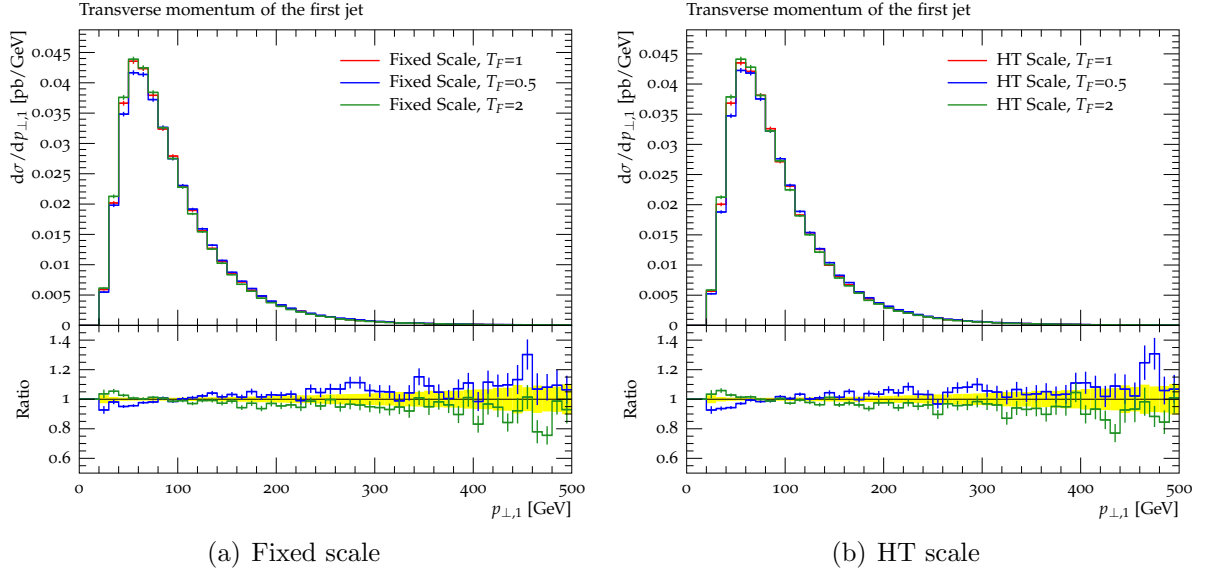 Transverse momentum of the first jet
dσ/dp⊥,1 [pb/GeV]
0.045
0.04
0.035
0.03
0.025
0.02
0.015
0.01
0.005
0
Fixed Scale, T_F=1
Fixed Scale, T_F=0.5
Fixed Scale, T_F=2
Ratio
1.4
1.2
1
0.8
0.6
0 100 200 300 400 500
p⊥,1 [GeV]
(a) Fixed scale
Transverse momentum of the first jet
dσ/dp⊥,1 [pb/GeV]
0.045
0.04
0.035
0.03
0.025
0.02
0.015
0.01
0.005
0
HT Scale, T_F=1
HT Scale, T_F=0.5
HT Scale, T_F=2
Ratio
1.4
1.2
1
0.8
0.6
0 100 200 300 400 500
p⊥,1 [GeV]
(b) HT scale